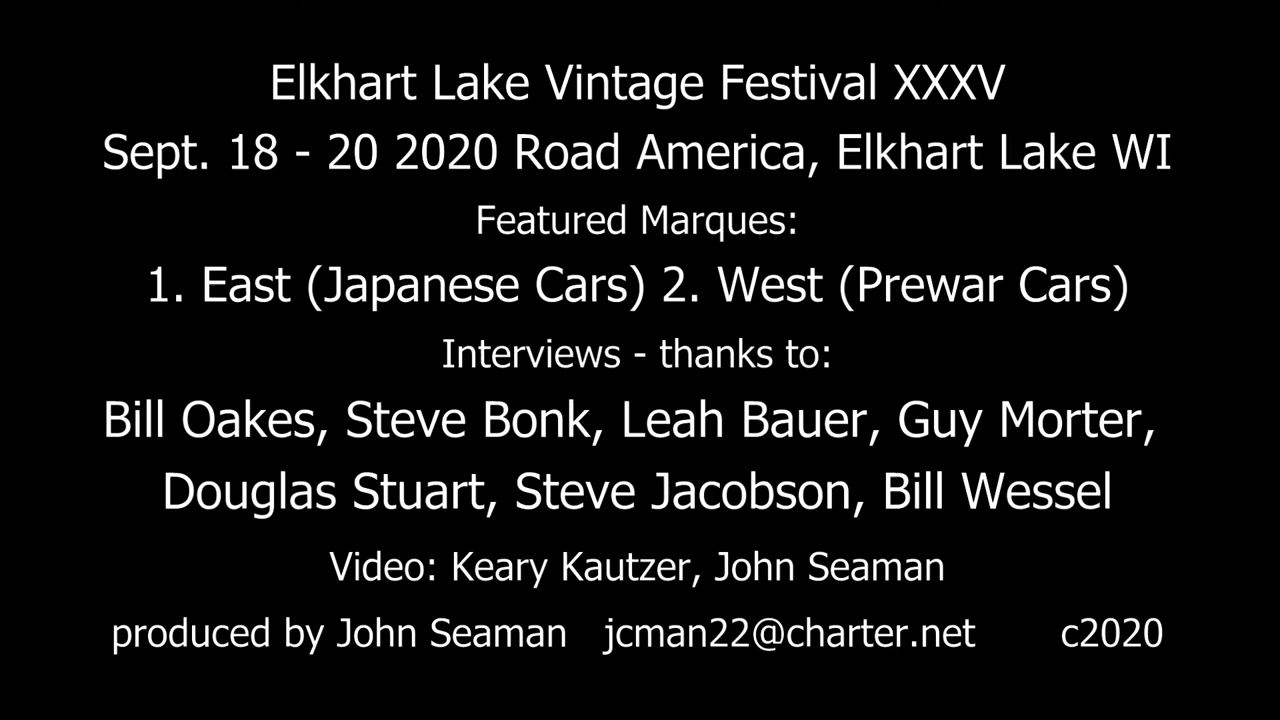 Elkhart Lake Vintage Festival XXXV
Sept. 18 - 20 2020 Road America, Elkhart Lake WI
Featured Marques:
1. East (Japanese Cars) 2. West (Prewar Cars)
Interviews - thanks to:
Bill Oakes, Steve Bonk, Leah Bauer, Guy Morter,
Douglas Stuart, Steve Jacobson, Bill Wessel
Video: Keary Kautzer, John Seaman
produced by John Seaman jcman22@charter.net c2020